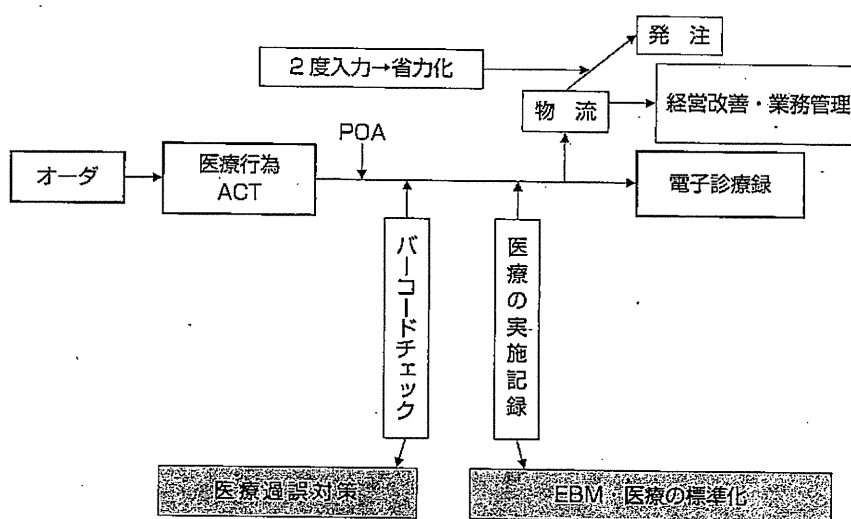 発 注
2度入力→省力化
物 流
経営改善・業務管理
POA
オーダ
医療行為
ACT
電子診療録
バーコードチェック
医療の実施記録
医療過誤対策
EBM・医療の標準化